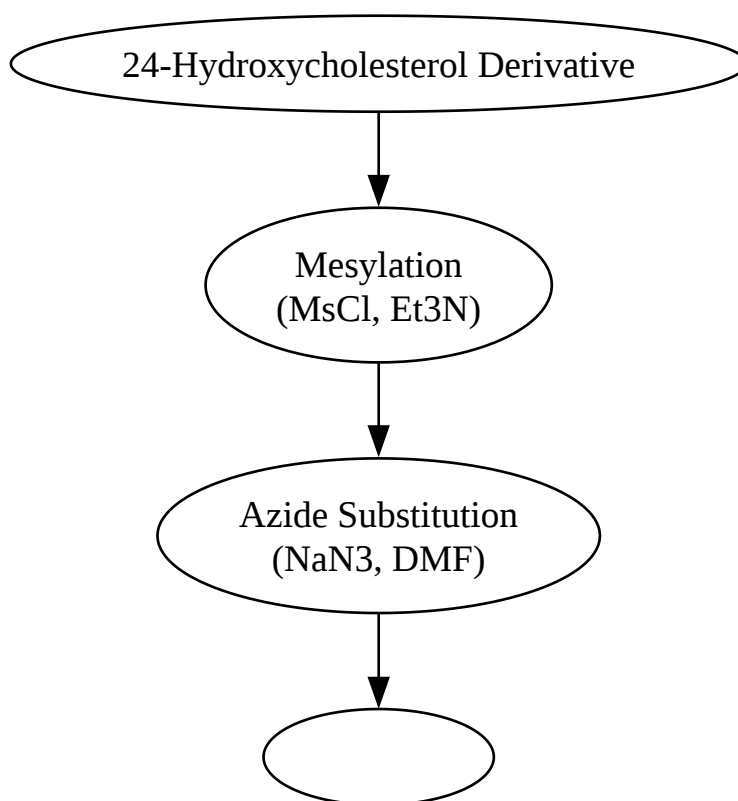 24-Hydroxycholesterol Derivative
Mesylation
(MsCl, Et3N)
Azide Substitution
(NaN3, DMF)